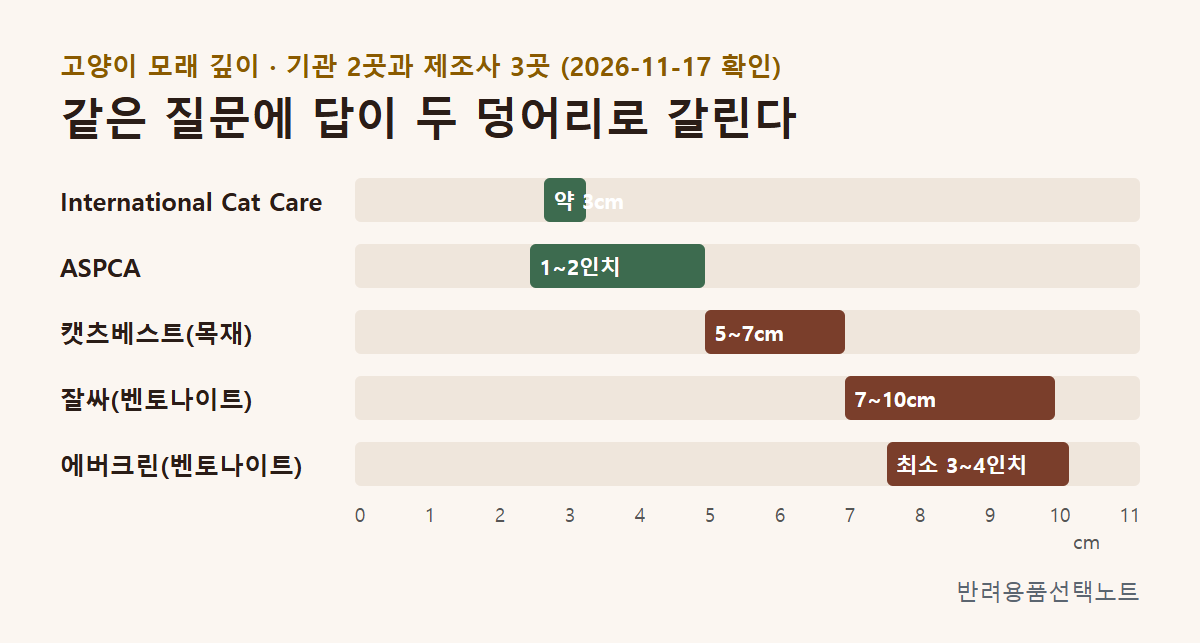 고양이 모래 깊이 · 기관 2곳과 제조사 3곳 (2026-11-17 확인)
같은 질문에 답이 두 덩어리로 갈린다
International Cat Care 약 3cm
ASPCA 1~2인치
캣츠베스트(목재) 5~7cm
잘싸(벤토나이트) 7~10cm
에버크린(벤토나이트) 최소 3~4인치
0 1 2 3 4 5 6 7 8 9 10 11
cm
반려용품선택노트